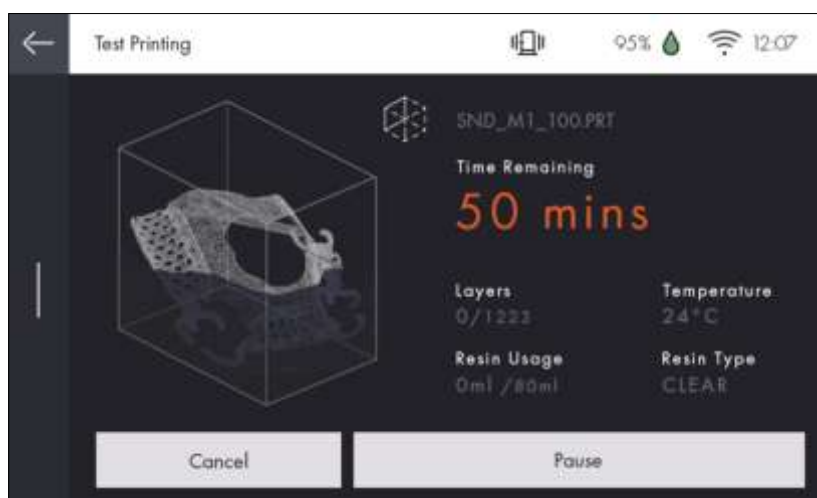 Test Printing
95%
12:07
SND_M1_100.PRT
Time Remaining
50 mins
Layers
0/1223
Temperature
24°C
Resin Usage
0ml /80ml
Resin Type
CLEAR
Cancel
Pause